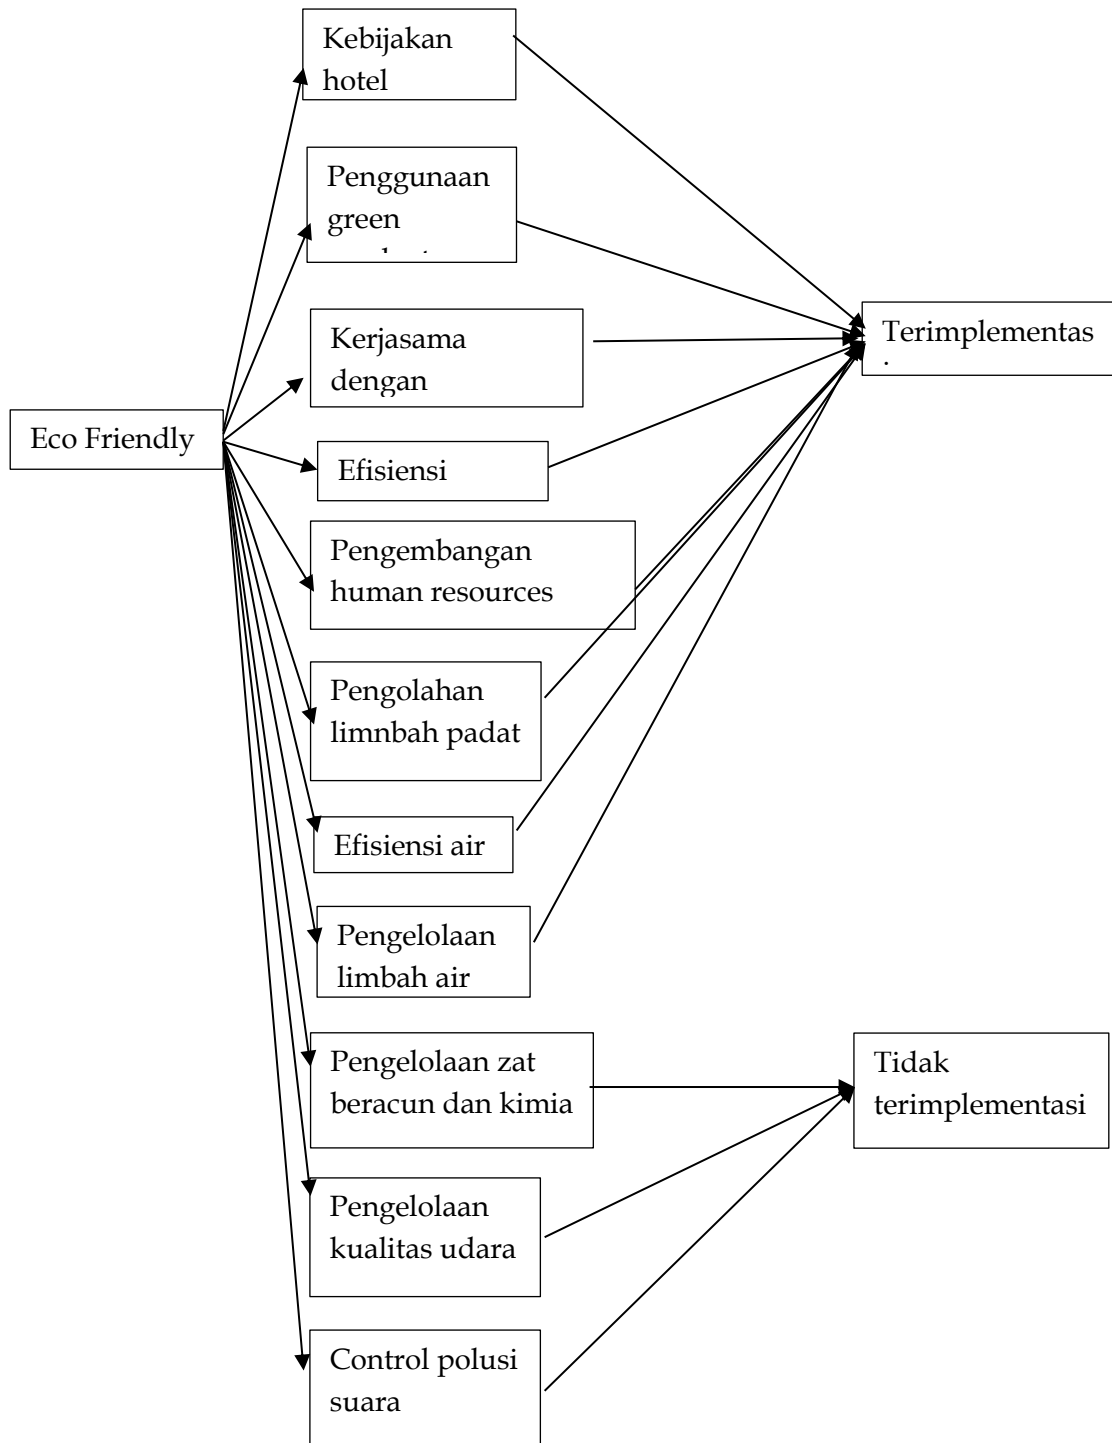 Kebijakan
hotel
Penggunaan
green
Kerjasama
dengan
Terimplementas
Eco Friendly
Efisiensi
Pengembangan
human resources
Pengolahan
limnbah padat
Efisiensi air
Pengelolaan
limbah air
Pengelolaan zat
beracun dan kimia
Tidak
terimplementasi
Pengelolaan
kualitas udara
Control polusi
suara